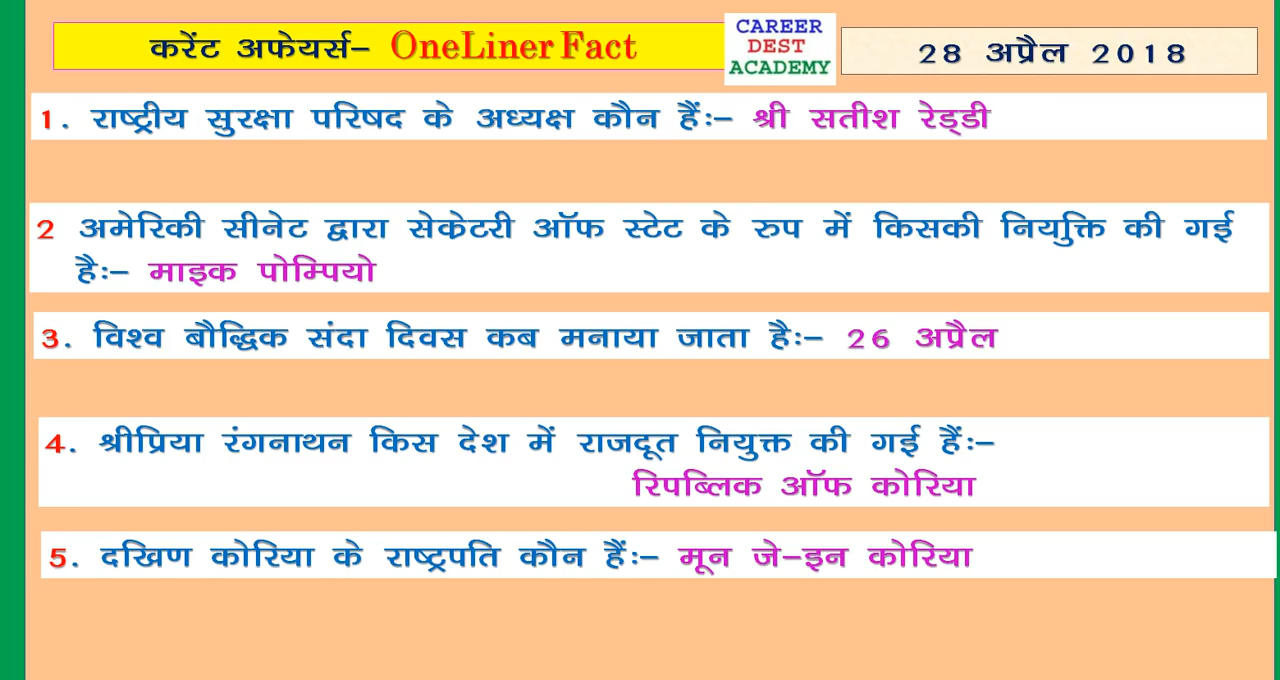 करेंट अफेयर्स– OneLiner Fact
CAREER
DEST
ACADEMY
28 अप्रैल 2018
1. राष्ट्रीय सुरक्षा परिषद के अध्यक्ष कौन हैंः– श्री सतीश रेड्डी
2 अमेरिकी सीनेट द्वारा सेक्रेटरी ऑफ स्टेट के रुप में किसकी नियुक्ति की गई
हैः– माइक पोम्पियो
3. विश्व बौद्धिक संदा दिवस कब मनाया जाता हैः– 26 अप्रैल
4. श्रीप्रिया रंगनाथन किस देश में राजदूत नियुक्त की गई हैंः–
रिपब्लिक ऑफ कोरिया
5. दखिण कोरिया के राष्ट्रपति कौन हैंः– मून जे–इन कोरिया